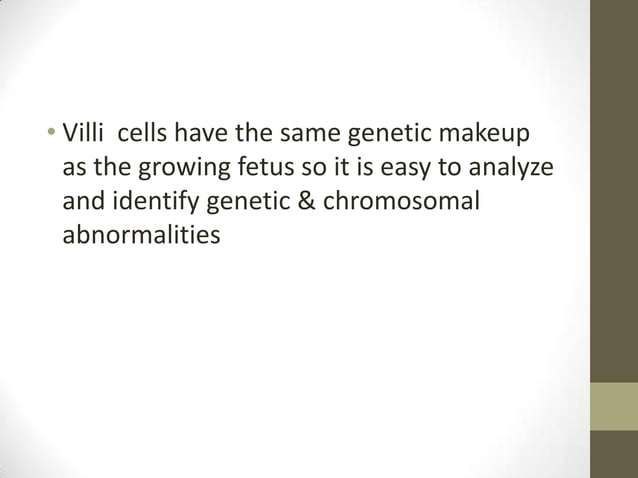 • Villi  cells have the same genetic makeup
as the growing fetus so it is easy to analyze
and identify genetic & chromosomal
abnormalities